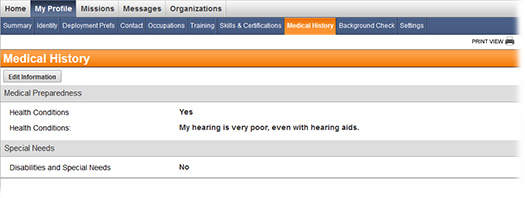 Home My Profile Missions Messages Organizations
Summary Identity Deployment Prefs Contact Occupations Training Skills & Certifications Medical History Background Check Settings
PRINT VIEW
Medical History
Edit Information
Medical Preparedness
Health Conditions Yes
Health Conditions: My hearing is very poor, even with hearing aids.
Special Needs
Disabilities and Special Needs No